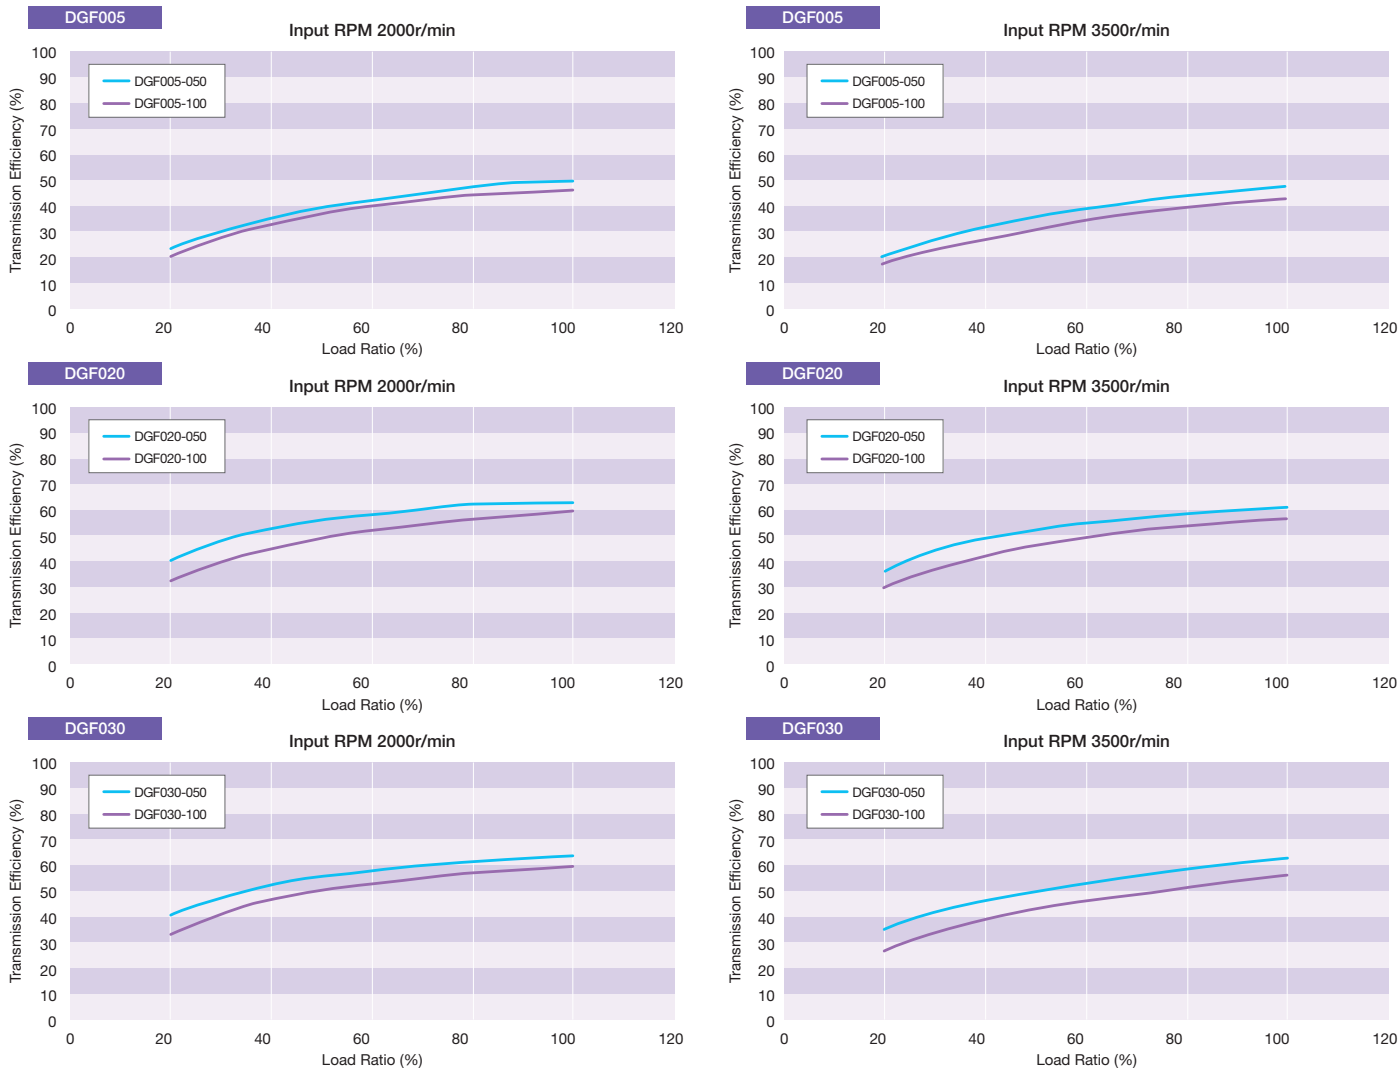 DGF005
Input RPM 2000r/min
Transmission Efficiency (%)
100
90
80
70
60
50
40
30
20
10
0
DGF005-050
DGF005-100
0 20 40 60 80 100 120
Load Ratio (%)
DGF005
Input RPM 3500r/min
Transmission Efficiency (%)
100
90
80
70
60
50
40
30
20
10
0
DGF005-050
DGF005-100
0 20 40 60 80 100 120
Load Ratio (%)
DGF020
Input RPM 2000r/min
Transmission Efficiency (%)
100
90
80
70
60
50
40
30
20
10
0
DGF020-050
DGF020-100
0 20 40 60 80 100 120
Load Ratio (%)
DGF020
Input RPM 3500r/min
Transmission Efficiency (%)
100
90
80
70
60
50
40
30
20
10
0
DGF020-050
DGF020-100
0 20 40 60 80 100 120
Load Ratio (%)
DGF030
Input RPM 2000r/min
Transmission Efficiency (%)
100
90
80
70
60
50
40
30
20
10
0
DGF030-050
DGF030-100
0 20 40 60 80 100 120
Load Ratio (%)
DGF030
Input RPM 3500r/min
Transmission Efficiency (%)
100
90
80
70
60
50
40
30
20
10
0
DGF030-050
DGF030-100
0 20 40 60 80 100 120
Load Ratio (%)